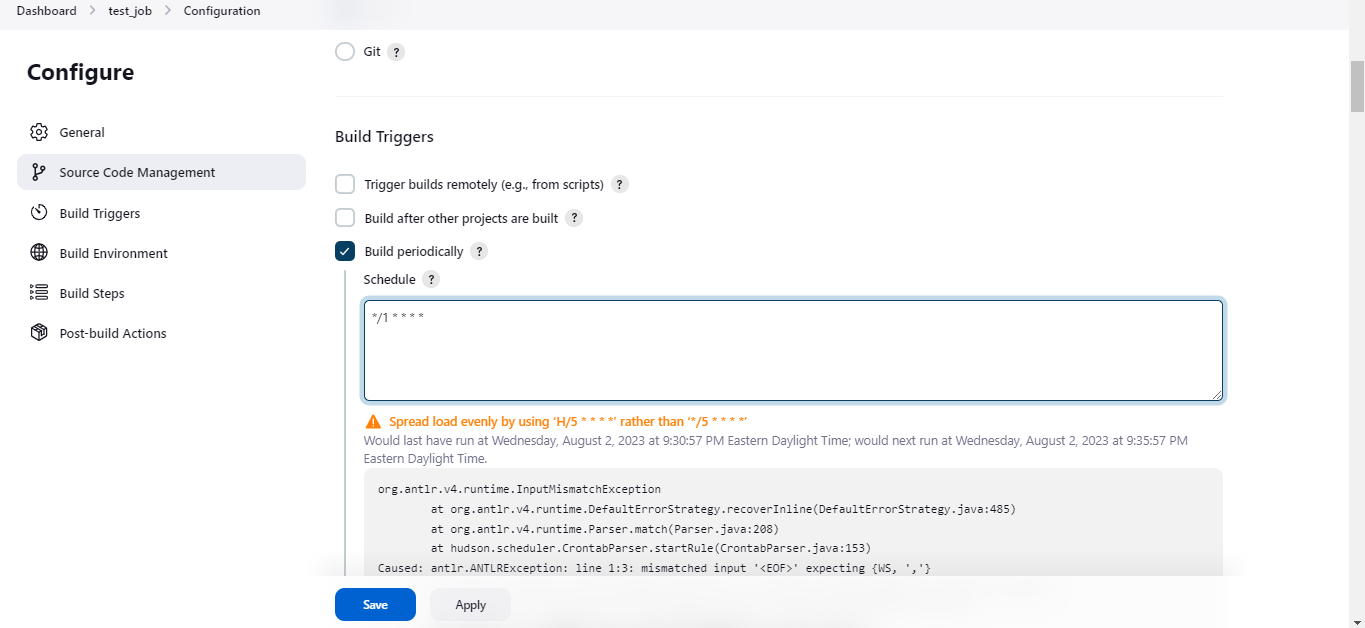 Dashboard > test_job > Configuration
Configure
General
Source Code Management
Build Triggers
Build Environment
Build Steps
Post-build Actions
Git ?
Build Triggers
Trigger builds remotely (e.g., from scripts) ?
Build after other projects are built ?
Build periodically ?
Schedule ?
*/1 * * * *
Spread load evenly by using ‘H/5 * * * *’ rather than ‘*/5 * * * *’
Would last have run at Wednesday, August 2, 2023 at 9:30:57 PM Eastern Daylight Time; would next run at Wednesday, August 2, 2023 at 9:35:57 PM
Eastern Daylight Time.
org.antlr.v4.runtime.InputMismatchException
at org.antlr.v4.runtime.DefaultErrorStrategy.recoverInline(DefaultErrorStrategy.java:485)
at org.antlr.v4.runtime.Parser.match(Parser.java:208)
at hudson.scheduler.CrontabParser.startRule(CrontabParser.java:153)
Caused: antlr.ANTLRException: line 1:3: mismatched input '<EOF>' expecting {WS, ','}
Save Apply